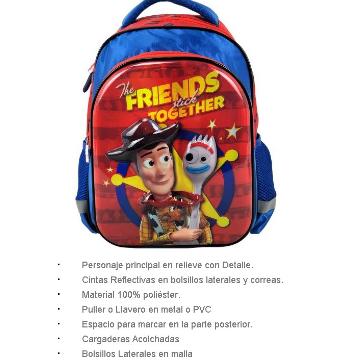 The
FRIENDS
stick
TOGETHER
· Personaje principal en relieve con Detalle.
· Cintas Reflectivas en bolsillos laterales y correas.
· Material 100% poliéster.
· Puller o Llavero en metal o PVC
· Espacio para marcar en la parte posterior.
· Cargaderas Acolchadas
· Bolsillos Laterales en malla